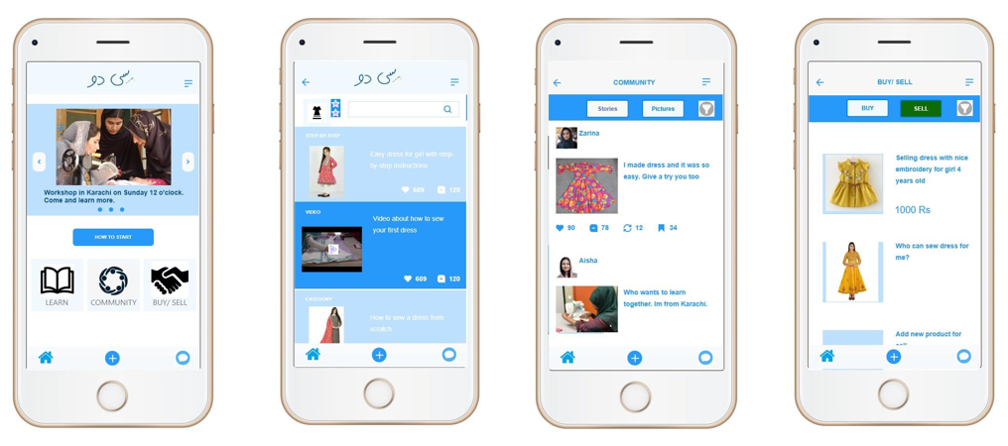 سی دو
Workshop in Karachi on Sunday 12 o'clock.
Come and learn more.
HOW TO START
LEARN
COMMUNITY
BUY/ SELL
سی دو
STEP BY STEP
Easy dress for girl with step
by step instructions
609
120
VIDEO
Video about how to sew
your first dress
609
120
CATEGORY
How to sew a dress from
scratch
COMMUNITY
Stories
Pictures
Zarina
I made dress and it was so
easy. Give a try you too
90
78
12
34
Aisha
Who wants to learn
together. Im from Karachi.
BUY/ SELL
BUY
SELL
Selling dress with nice
embroidery for girl 4
years old
1000 Rs
Who can sew dress for
me?
Add new product for